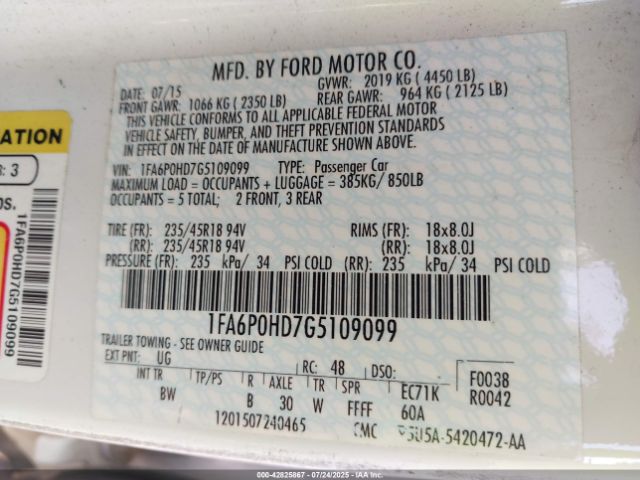 MFD. BY FORD MOTOR CO.
DATE: 07/15 GVWR: 2019 KG ( 4450 LB)
FRONT GAWR: 1066 KG ( 2350 LB) REAR GAWR: 964 KG ( 2125 LB)
THIS VEHICLE CONFORMS TO ALL APPLICABLE FEDERAL MOTOR
VEHICLE SAFETY, BUMPER, AND THEFT PREVENTION STANDARDS
IN EFFECT ON THE DATE OF MANUFACTURE SHOWN ABOVE.
VIN: 1FA6P0HD7G5109099 TYPE: Passenger Car
MAXIMUM LOAD = OCCUPANTS + LUGGAGE = 385KG/ 850LB
OCCUPANTS = 5 TOTAL; 2 FRONT, 3 REAR
TIRE (FR): 235/45R18 94V RIMS (FR): 18x8.0J
(RR): 235/45R18 94V (RR): 18x8.0J
PRESSURE (FR): 235 kPa/ 34 PSI COLD (RR): 235 kPa/ 34 PSI COLD
1FA6P0HD7G5109099
TRAILER TOWING - SEE OWNER GUIDE
EXT PNT: UG RC: 48 DSO: F0038
R0042
INT TR TP/PS R AXLE TR SPR EC71K
BW B 30 W FFFF 60A
1201507240465 5U5A-5420472-AA
ATION
R: 3
1FA6P0HD7G5109099
000-42825867 - 07/24/2025 - IAAI.COM